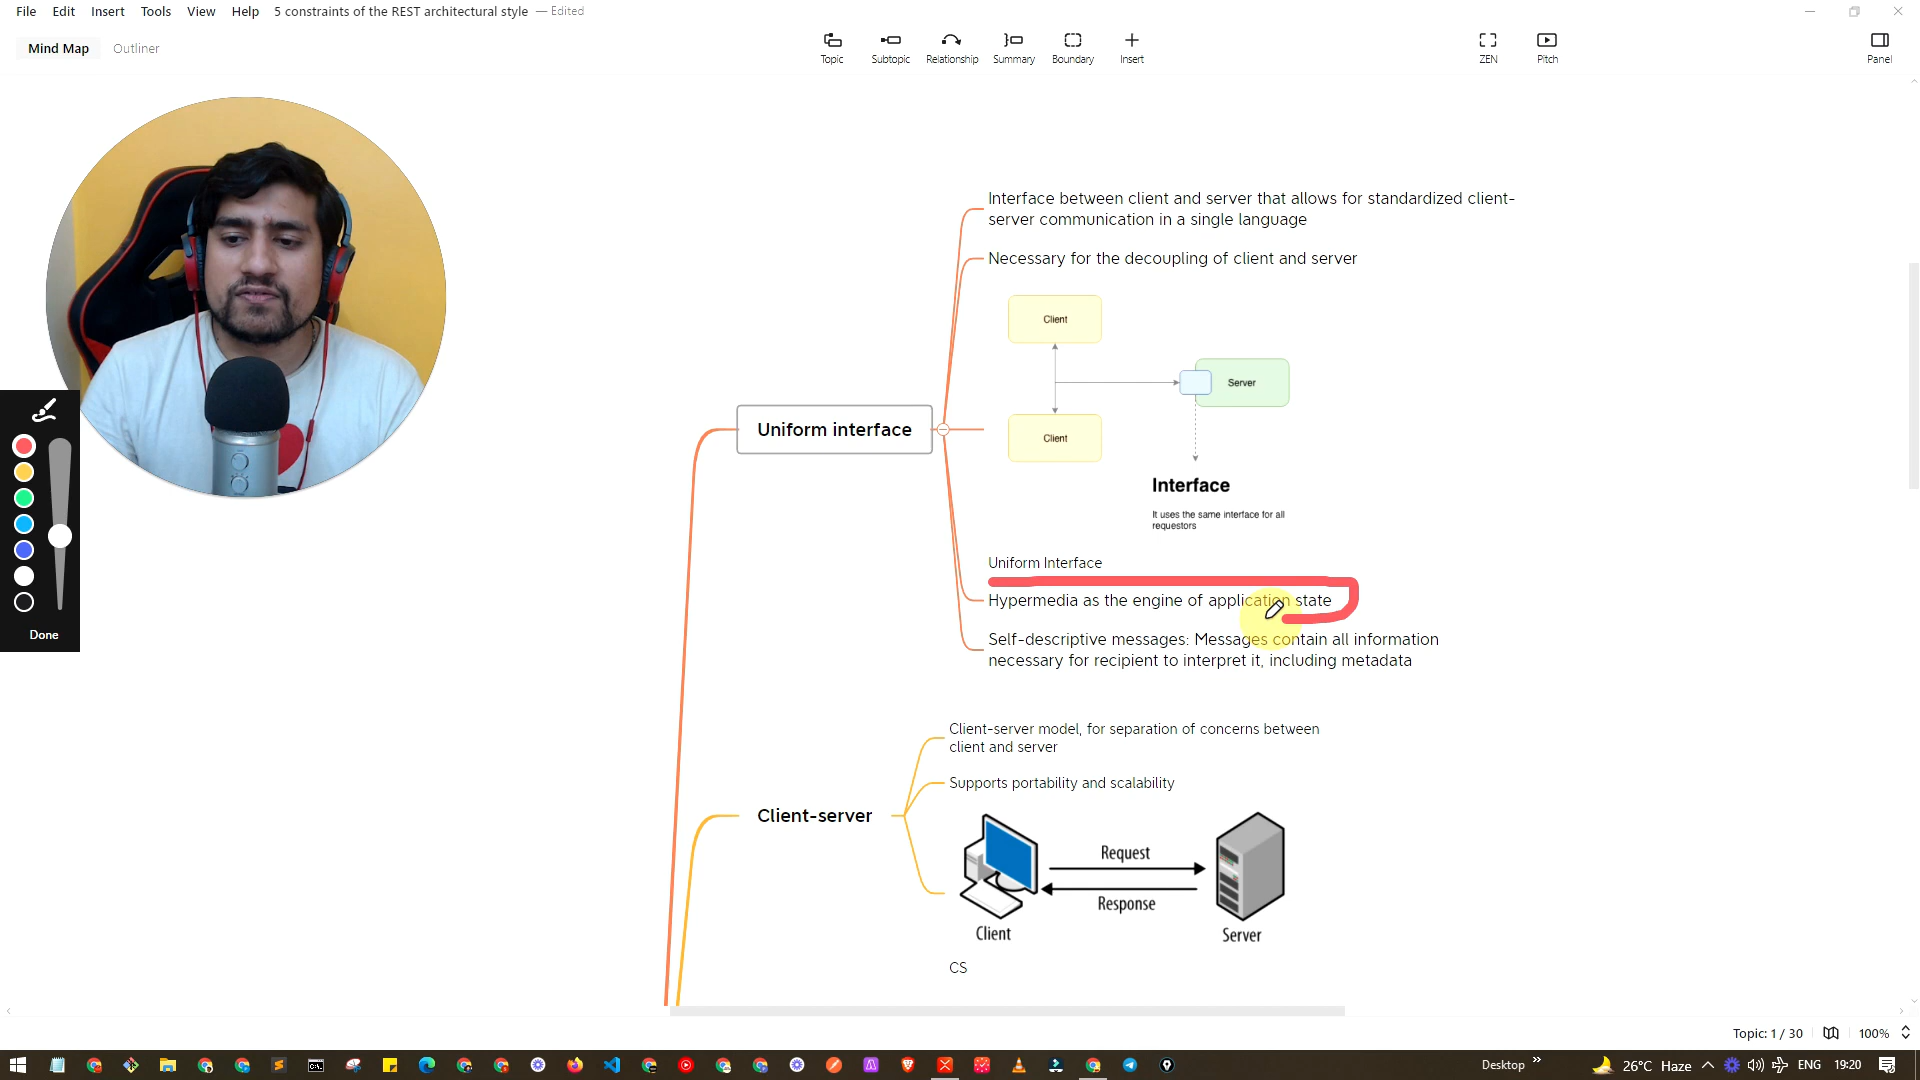 File Edit Insert Tools View Help 5 constraints of the REST architectural style — Edited
Mind Map Outliner
Topic Subtopic Relationship Summary Boundary Insert ZEN Pitch Panel
Interface between client and server that allows for standardized client-
server communication in a single language
Necessary for the decoupling of client and server
Client
Server
Client
Uniform interface
Interface
It uses the same interface for all
requestors
Uniform Interface
Hypermedia as the engine of application state
Self-descriptive messages: Messages contain all information
necessary for recipient to interpret it, including metadata
Done
Client-server model, for separation of concerns between
client and server
Supports portability and scalability
Client-server
Request
Response
Client
Server
CS
Topic: 1 / 30 100%
Desktop 26°C Haze ENG 19:20